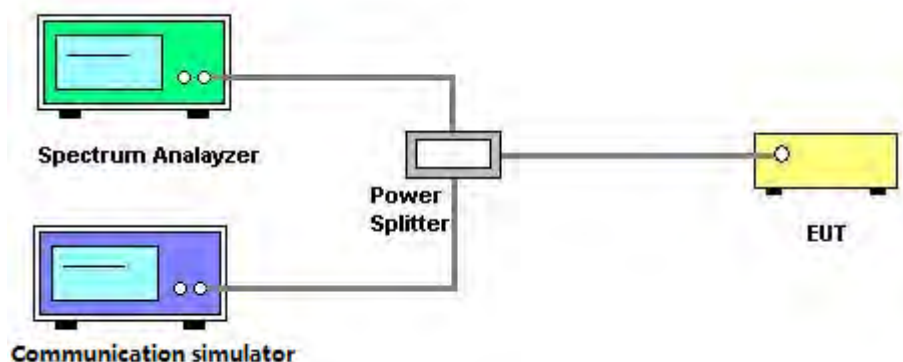 Spectrum Analayzer
Power
Splitter
EUT
Communication simulator